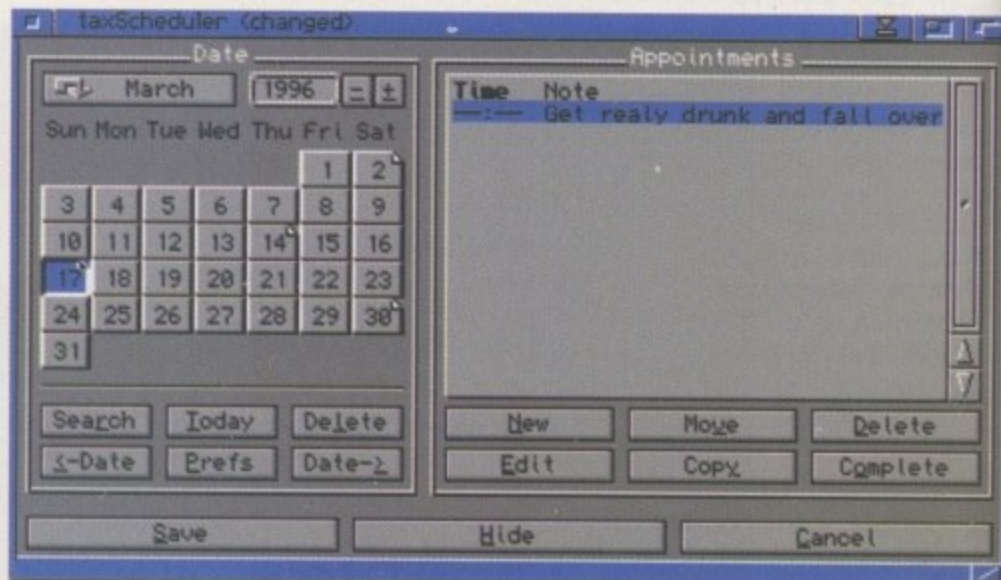 taxScheduler (changed)
Date
March 1996 - +
Sun Mon Tue Wed Thu Fri Sat
1 2
3 4 5 6 7 8 9
10 11 12 13 14 15 16
17 18 19 20 21 22 23
24 25 26 27 28 29 30
31
Search Today Delete
<-Date Prefs Date->
Appointments
Time Note
--:-- Get realy drunk and fall over
New Move Delete
Edit Copy Complete
Save Hide Cancel